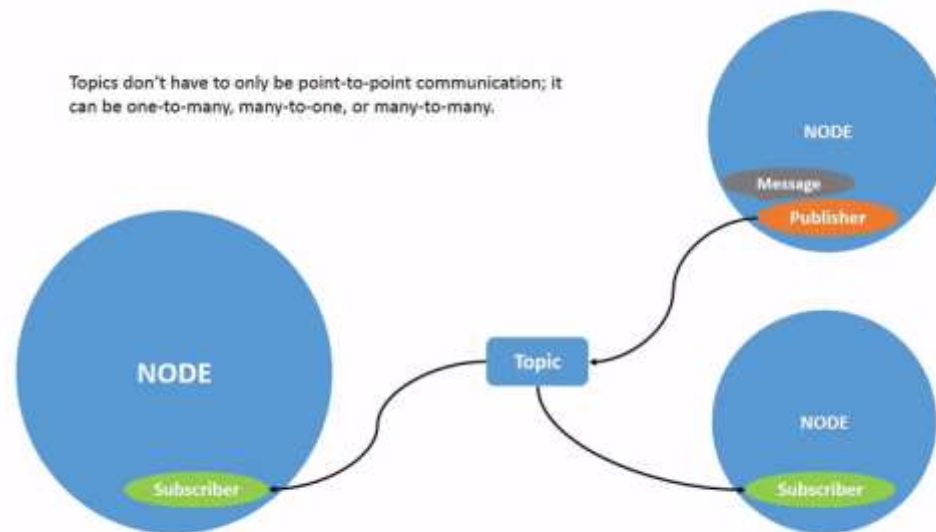 Topics don't have to only be point-to-point communication; it
can be one-to-many, many-to-one, or many-to-many.
NODE
Message
Publisher
Topic
NODE
Subscriber
NODE
Subscriber